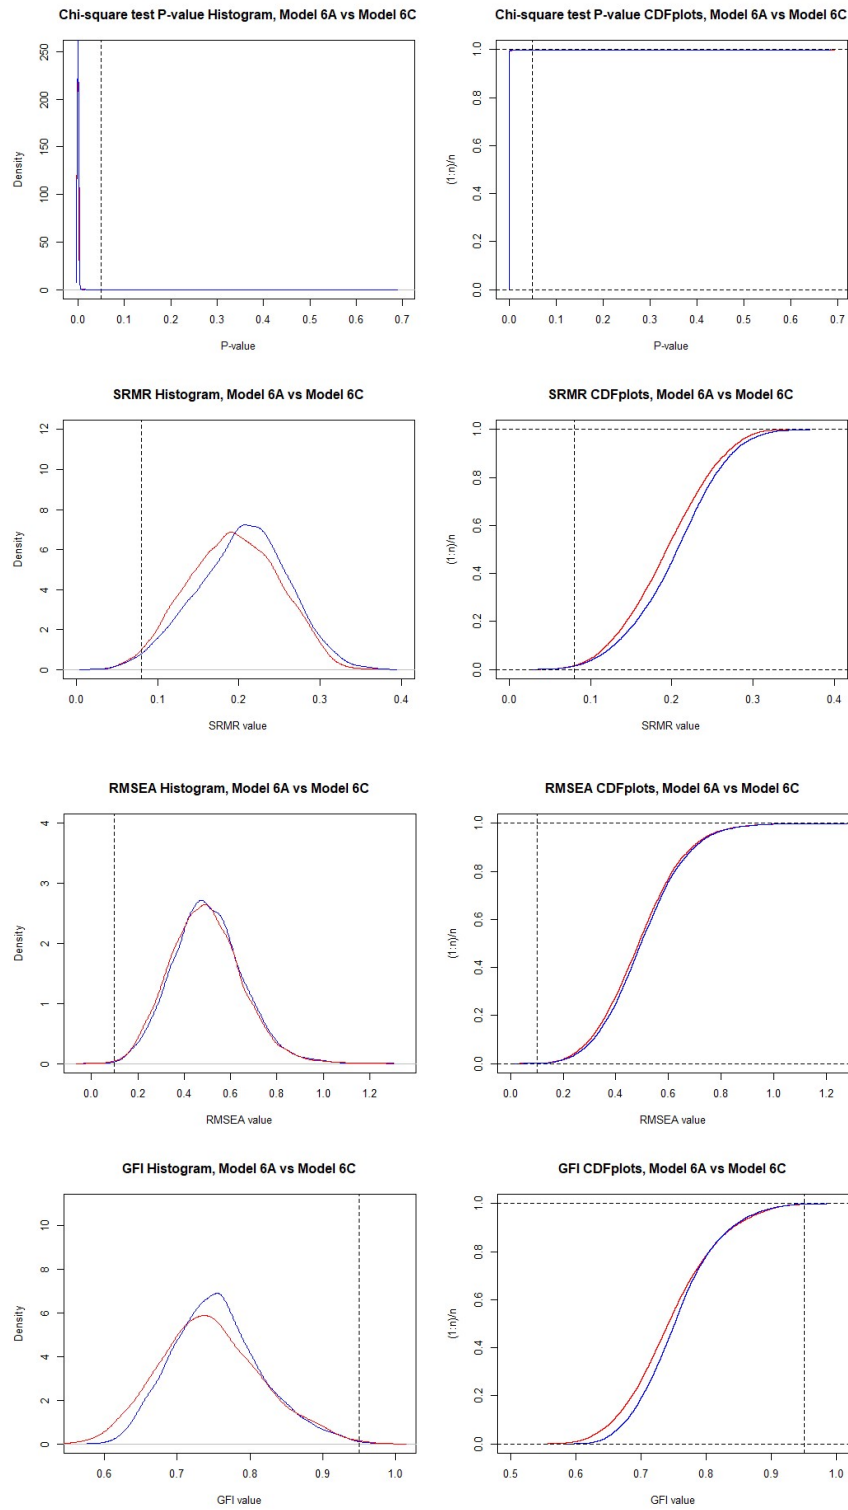 Chi-square test P-value Histogram, Model 6A vs Model 6C
Density
0 50 100 150 200 250
0.0 0.1 0.2 0.3 0.4 0.5 0.6 0.7
P-value
Chi-square test P-value CDFplots, Model 6A vs Model 6C
(1:n)/n
0.0 0.2 0.4 0.6 0.8 1.0
0.0 0.1 0.2 0.3 0.4 0.5 0.6 0.7
P-value
SRMR Histogram, Model 6A vs Model 6C
Density
0 2 4 6 8 10 12
0.0 0.1 0.2 0.3 0.4
SRMR value
SRMR CDFplots, Model 6A vs Model 6C
(1:n)/n
0.0 0.2 0.4 0.6 0.8 1.0
0.0 0.1 0.2 0.3 0.4
SRMR value
RMSEA Histogram, Model 6A vs Model 6C
Density
0 1 2 3 4
0.0 0.2 0.4 0.6 0.8 1.0 1.2
RMSEA value
RMSEA CDFplots, Model 6A vs Model 6C
(1:n)/n
0.0 0.2 0.4 0.6 0.8 1.0
0.0 0.2 0.4 0.6 0.8 1.0 1.2
RMSEA value
GFI Histogram, Model 6A vs Model 6C
Density
0 2 4 6 8 10
0.6 0.7 0.8 0.9 1.0
GFI value
GFI CDFplots, Model 6A vs Model 6C
(1:n)/n
0.0 0.2 0.4 0.6 0.8 1.0
0.5 0.6 0.7 0.8 0.9 1.0
GFI value